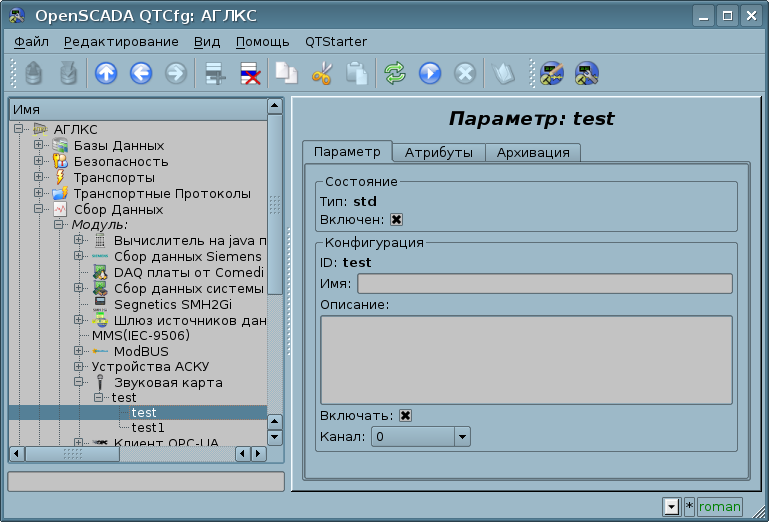 OpenSCADA QTCfg: АГЛКС
Файл Редактирование Вид Помощь QTStarter
Имя
АГЛКС
Базы Данных
Безопасность
Транспорты
Транспортные Протоколы
Сбор Данных
Модуль:
Вычислитель на java п
Сбор данных Siemens
DAQ платы от Comedi
Сбор данных системы
Segnetics SMH2Gi
Шлюз источников дан
MMS(IEC-9506)
ModBUS
Устройства АСКУ
Звуковая карта
test
test
test1
Клиент OPC-UA
Параметр: test
Параметр Атрибуты Архивация
Состояние
Тип: std
Включен:
Конфигурация
ID: test
Имя:
Описание:
Включать:
Канал: 0
* roman